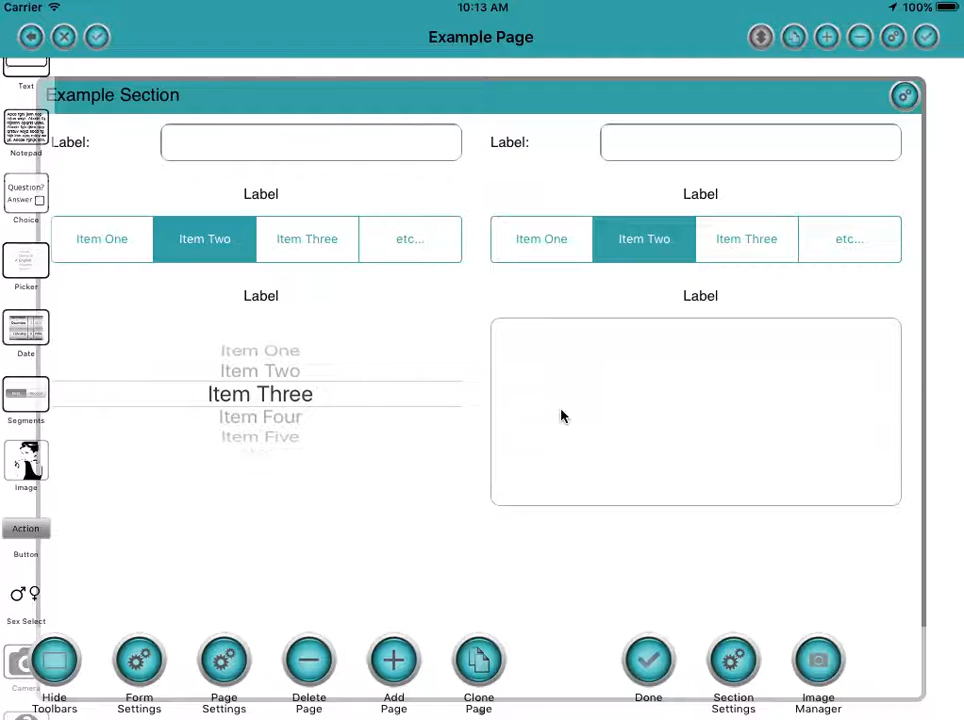 Carrier 10:13 AM 100%
Example Page
Text
Example Section
Notepad
Label: Label:
Question?
Answer
Choice
Label Label
Item One Item Two Item Three etc... Item One Item Two Item Three etc...
Picker
Label Label
Date
Item One
Item Two
Item Three
Item Four
Item Five
Segments
Image
Action
Button
Sex Select
Camera
Hide Toolbars
Form Settings
Page Settings
Delete Page
Add Page
Clone Page
Done
Section Settings
Image Manager